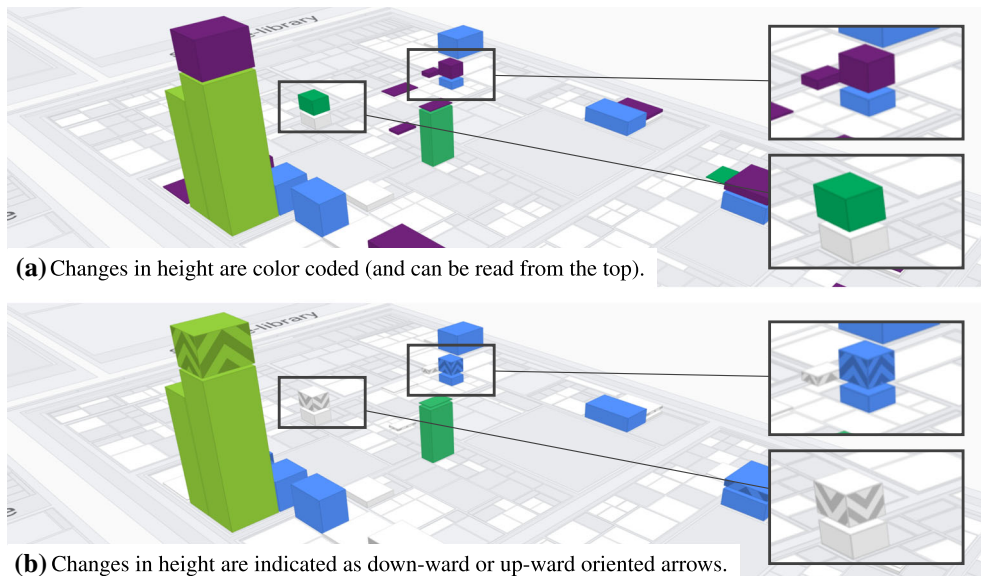 -library
(a) Changes in height are color coded (and can be read from the top).
-library
(b) Changes in height are indicated as down-ward or up-ward oriented arrows.